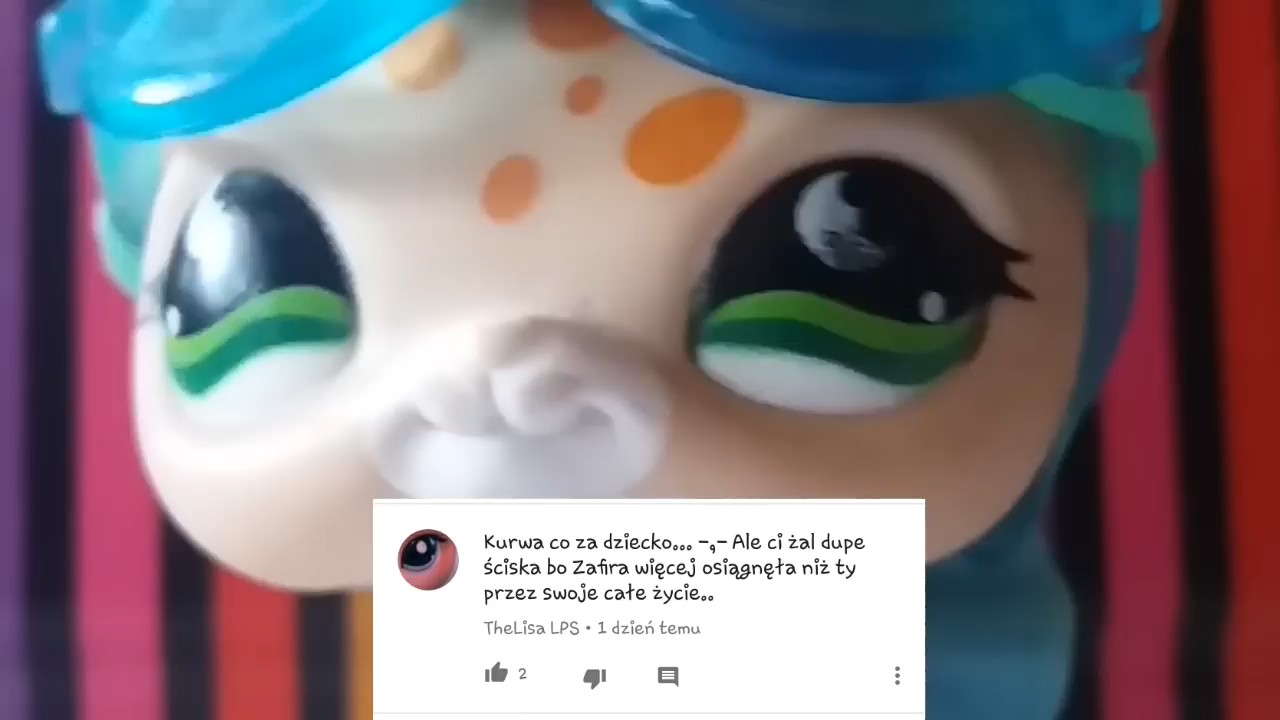 Kurwa co za dziecko... -,- Ale ci żal dupe
ściska bo Zafira więcej osiągnęła niż ty
przez swoje całe życie..
TheLisa LPS • 1 dzień temu
2